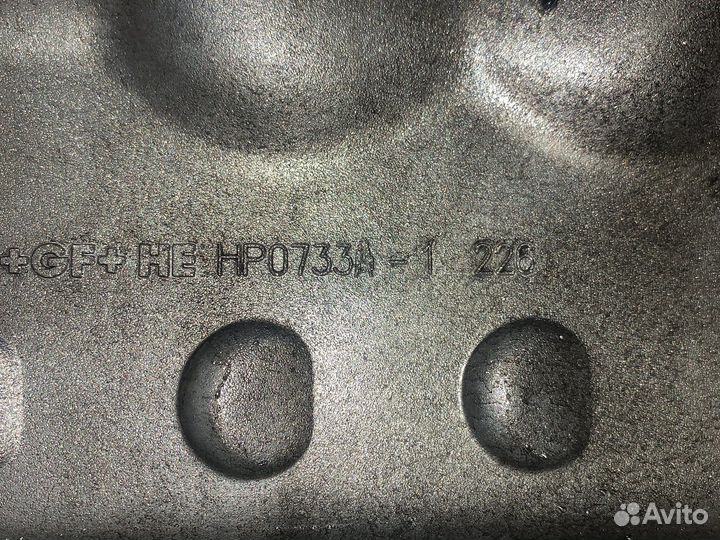 +GF+ HE HP0733A - 1 226
Avito